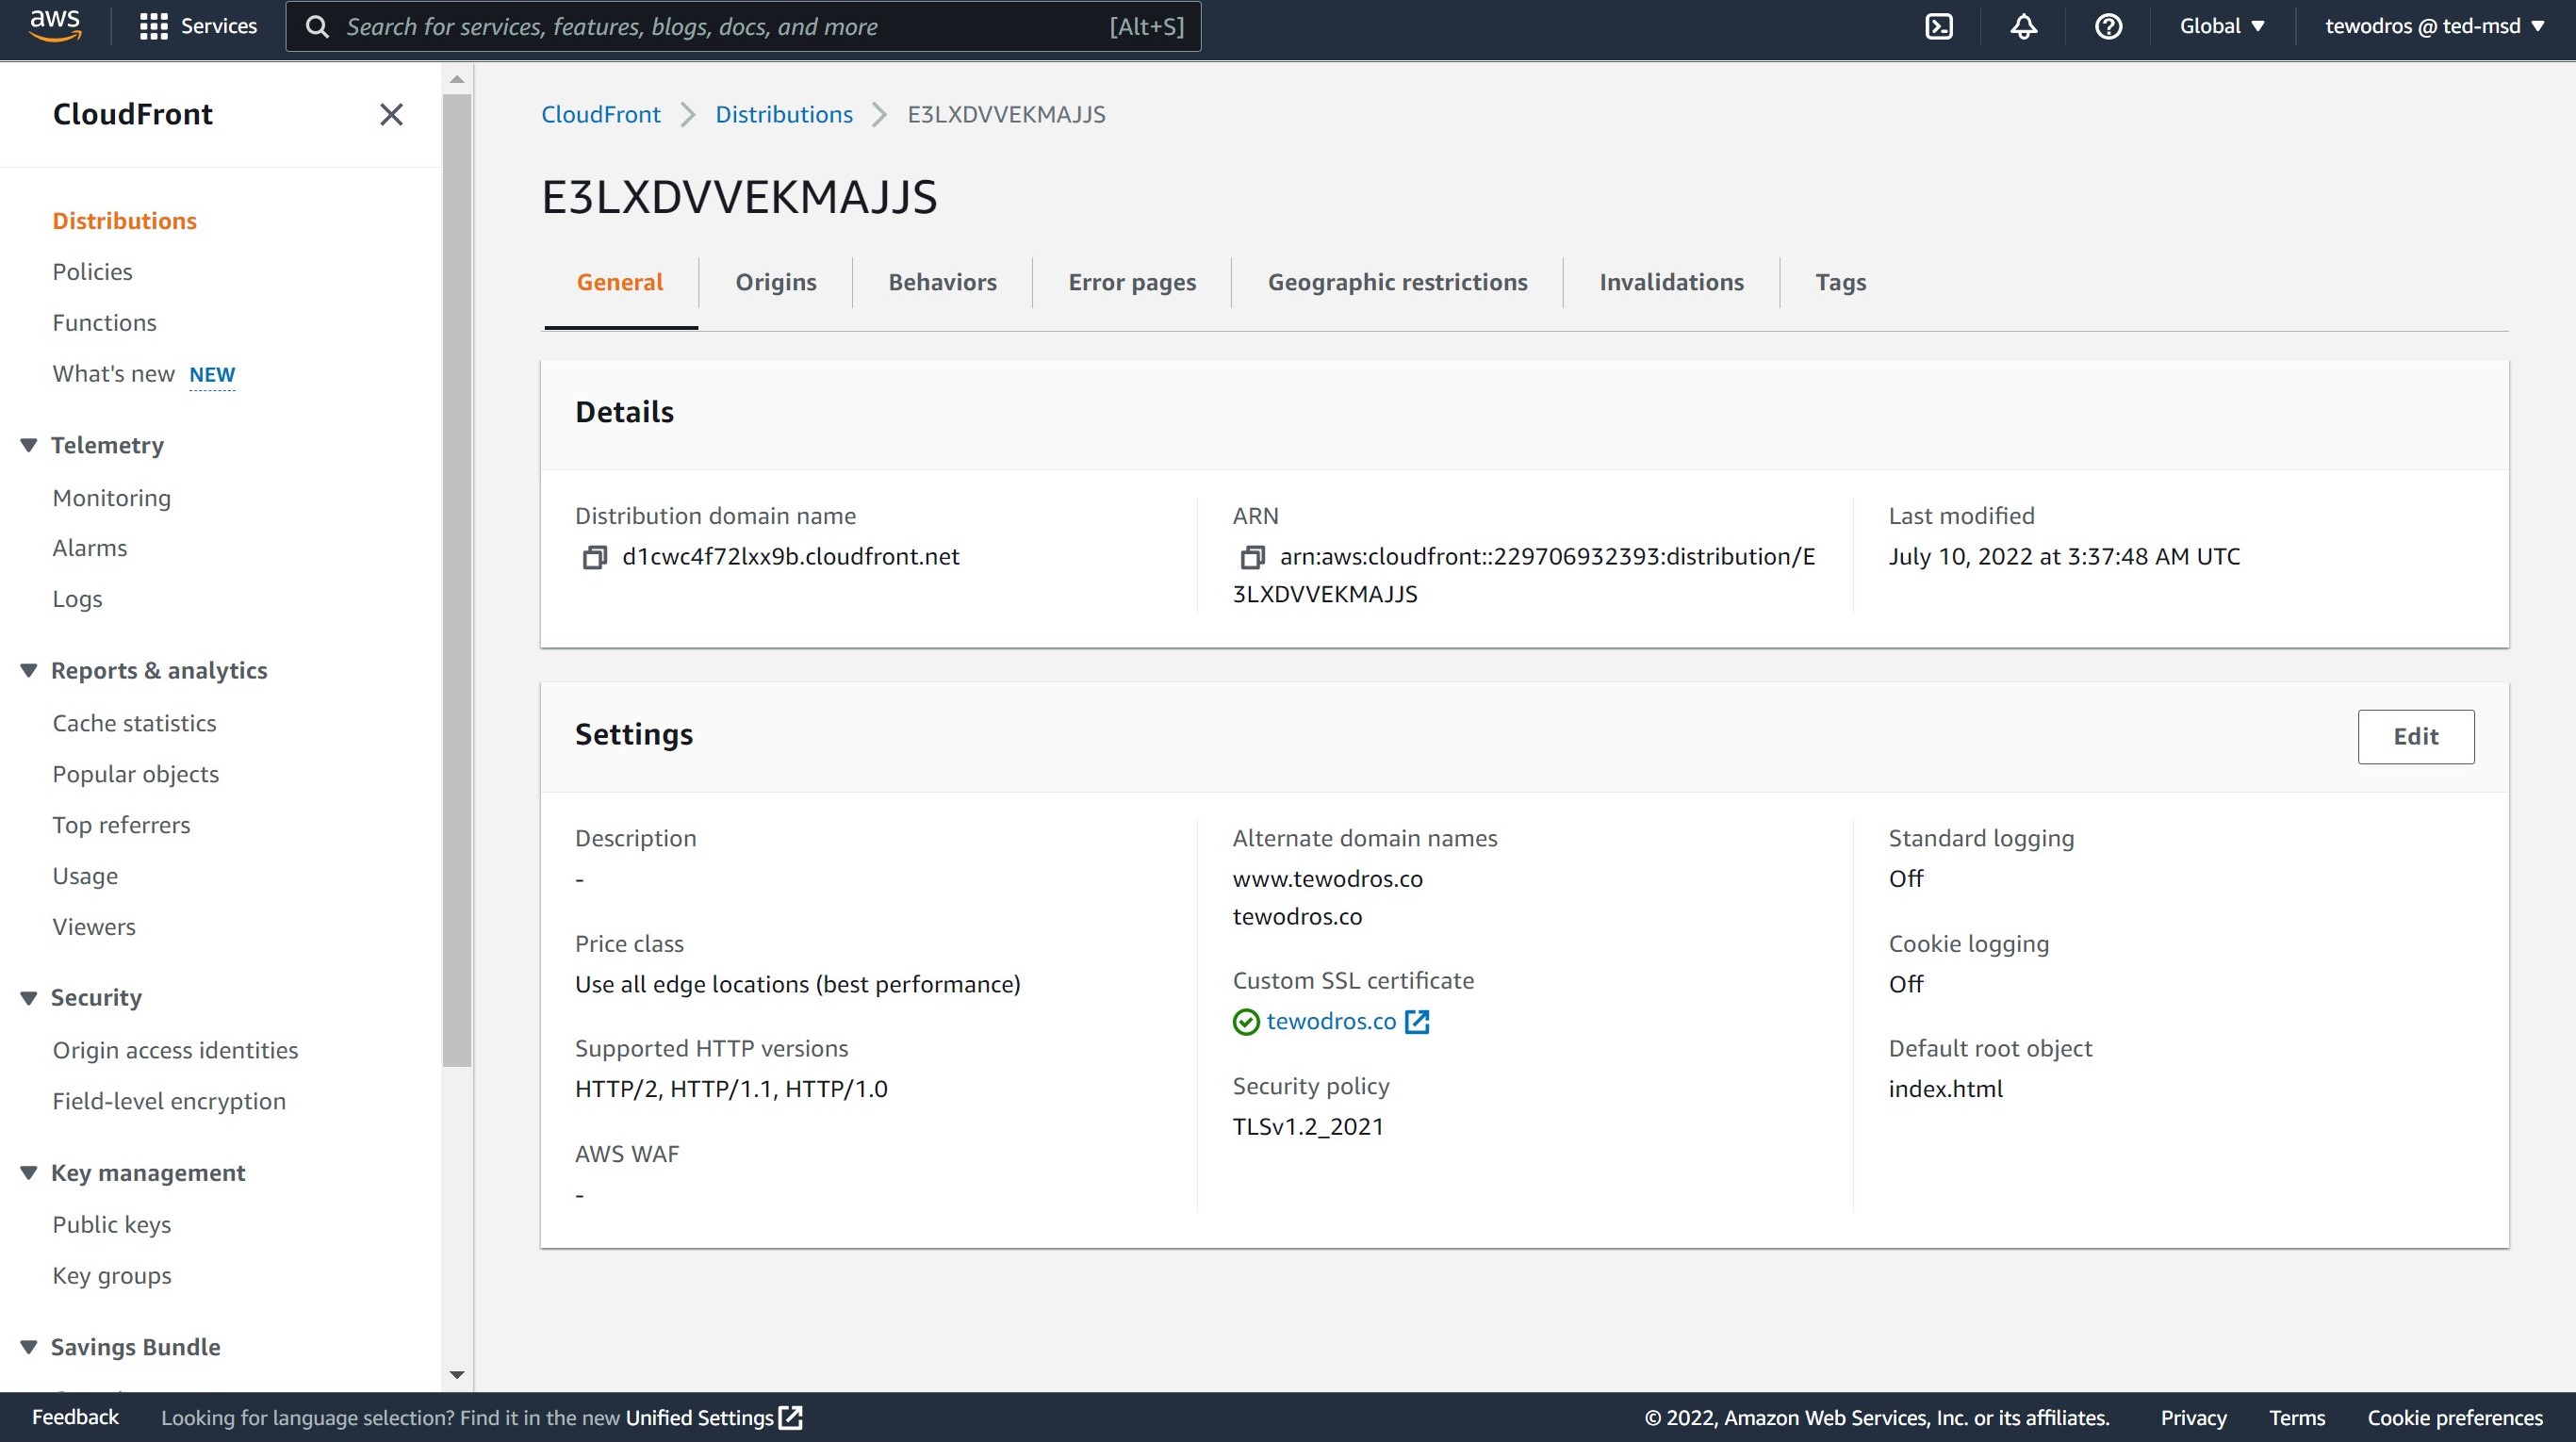 aws
Services
Search for services, features, blogs, docs, and more
[Alt+S]
Global
tewodros @ ted-msd
CloudFront
Distributions
Policies
Functions
What's new NEW
Telemetry
Monitoring
Alarms
Logs
Reports & analytics
Cache statistics
Popular objects
Top referrers
Usage
Viewers
Security
Origin access identities
Field-level encryption
Key management
Public keys
Key groups
Savings Bundle
CloudFront
Distributions
E3LXDVVEKMAJJS
E3LXDVVEKMAJJS
General
Origins
Behaviors
Error pages
Geographic restrictions
Invalidations
Tags
Details
Distribution domain name
d1cwc4f72lxx9b.cloudfront.net
ARN
arn:aws:cloudfront::229706932393:distribution/E
3LXDVVEKMAJJS
Last modified
July 10, 2022 at 3:37:48 AM UTC
Settings
Edit
Description
-
Price class
Use all edge locations (best performance)
Supported HTTP versions
HTTP/2, HTTP/1.1, HTTP/1.0
AWS WAF
-
Alternate domain names
www.tewodros.co
tewodros.co
Custom SSL certificate
tewodros.co
Security policy
TLSv1.2_2021
Standard logging
Off
Cookie logging
Off
Default root object
index.html
Feedback
Looking for language selection? Find it in the new Unified Settings
© 2022, Amazon Web Services, Inc. or its affiliates.
Privacy
Terms
Cookie preferences